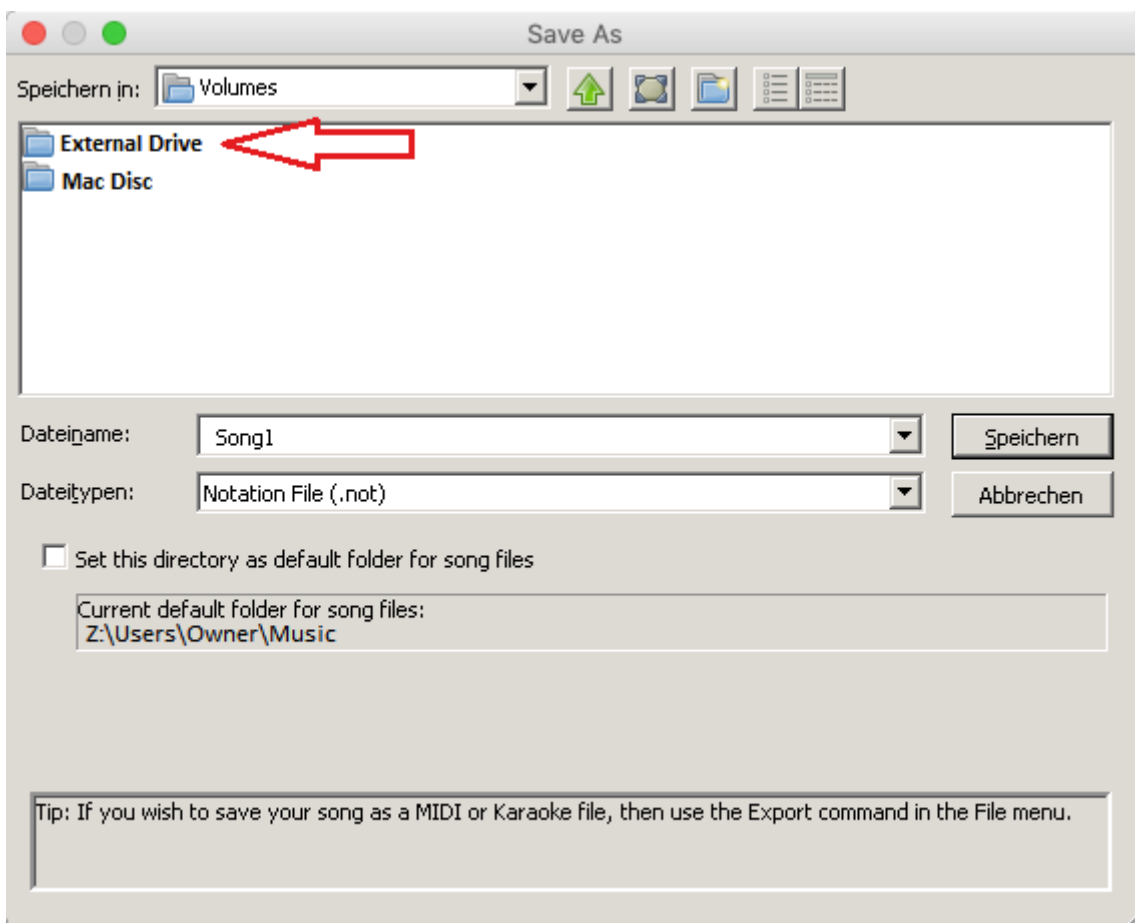 Save As
Speichern in: Volumes
External Drive
Mac Disc
Dateiname: Song1 Speichern
Dateitypen: Notation File (.not) Abbrechen
Set this directory as default folder for song files
Current default folder for song files:
Z:\Users\Owner\Music
Tip: If you wish to save your song as a MIDI or Karaoke file, then use the Export command in the File menu.